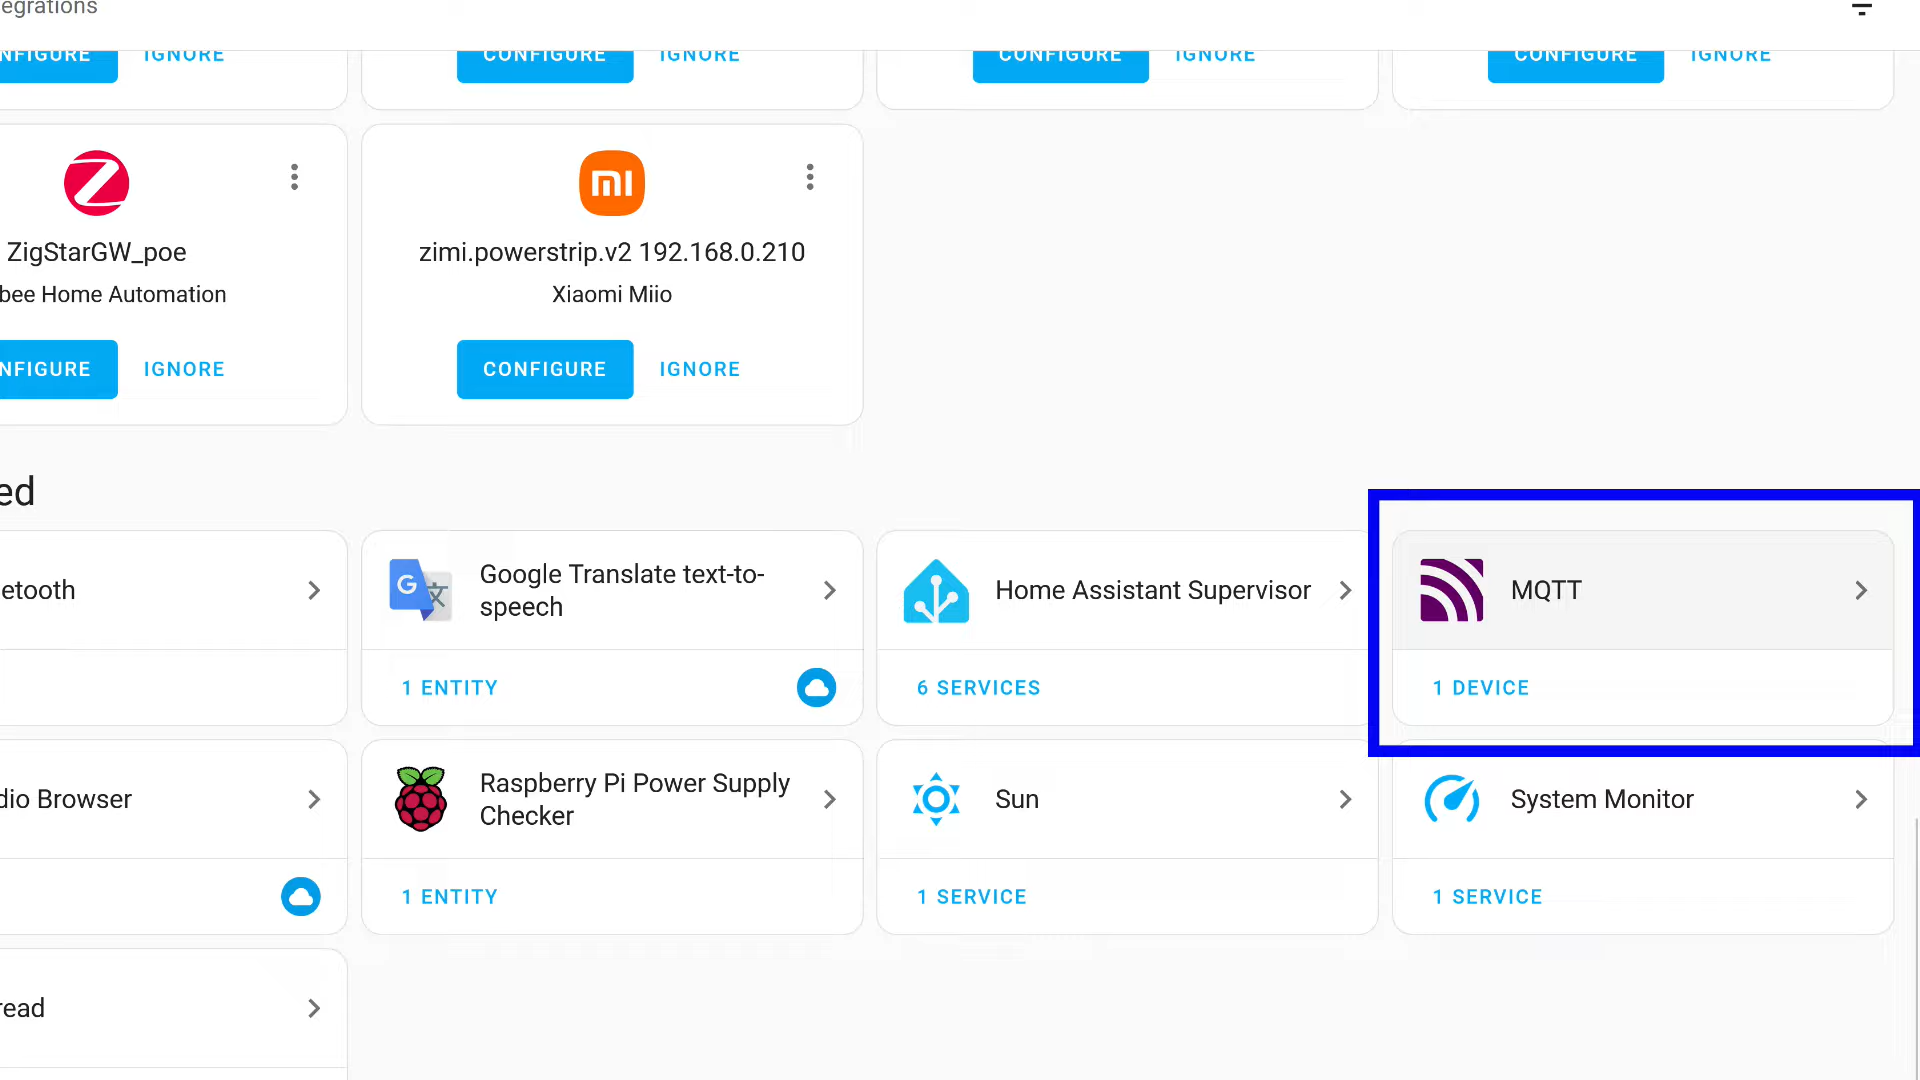 egrations
NFIGURE IGNORE CONFIGURE IGNORE CONFIGURE IGNORE CONFIGURE IGNORE
ZigStarGW_poe
bee Home Automation
NFIGURE IGNORE
mi
zimi.powerstrip.v2 192.168.0.210
Xiaomi Miio
CONFIGURE IGNORE
ed
etooth
G 文
Google Translate text-to-
speech
1 ENTITY
Home Assistant Supervisor
6 SERVICES
MQTT
1 DEVICE
dio Browser
Raspberry Pi Power Supply
Checker
1 ENTITY
Sun
1 SERVICE
System Monitor
1 SERVICE
read